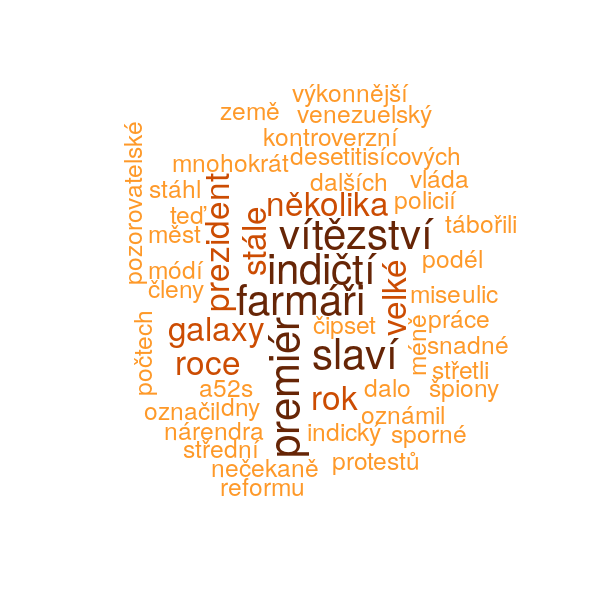 výkonnější
země
venezuelský
kontroverzní
pozorovatelské
mnohokrát
desetitisícových
stáhl
prezident
dalších
vláda
několika
policií
teď
stále
tábořili
měst
vítězství
podél
módí
indičtí
členy
farmáři
velké
miseulic
galaxy
čipset
práce
počtech
premiér
méně
snadné
roce
slaví
střetli
a52s
rok
dalo
špiony
označil
dny
oznámil
nárendra
indický
sporné
střední
nečekaně
protestů
reformu